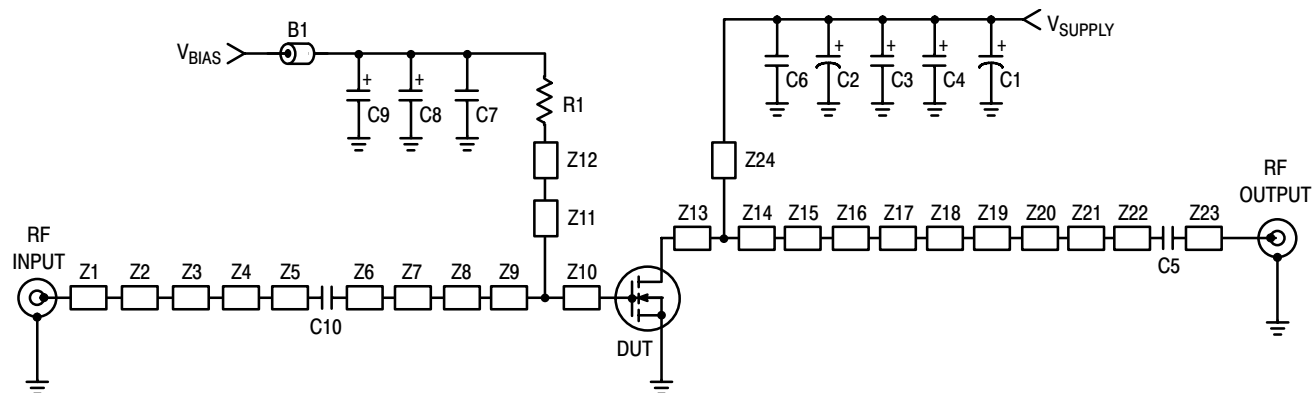 V_BIAS
B1
+
C9
+
C8
C7
R1
Z12
Z11
C6
+
C2
+
C3
+
C4
+
C1
V_SUPPLY
Z24
RF
INPUT
Z1
Z2
Z3
Z4
Z5
C10
Z6
Z7
Z8
Z9
Z10
DUT
Z13
Z14
Z15
Z16
Z17
Z18
Z19
Z20
Z21
Z22
C5
Z23
RF
OUTPUT